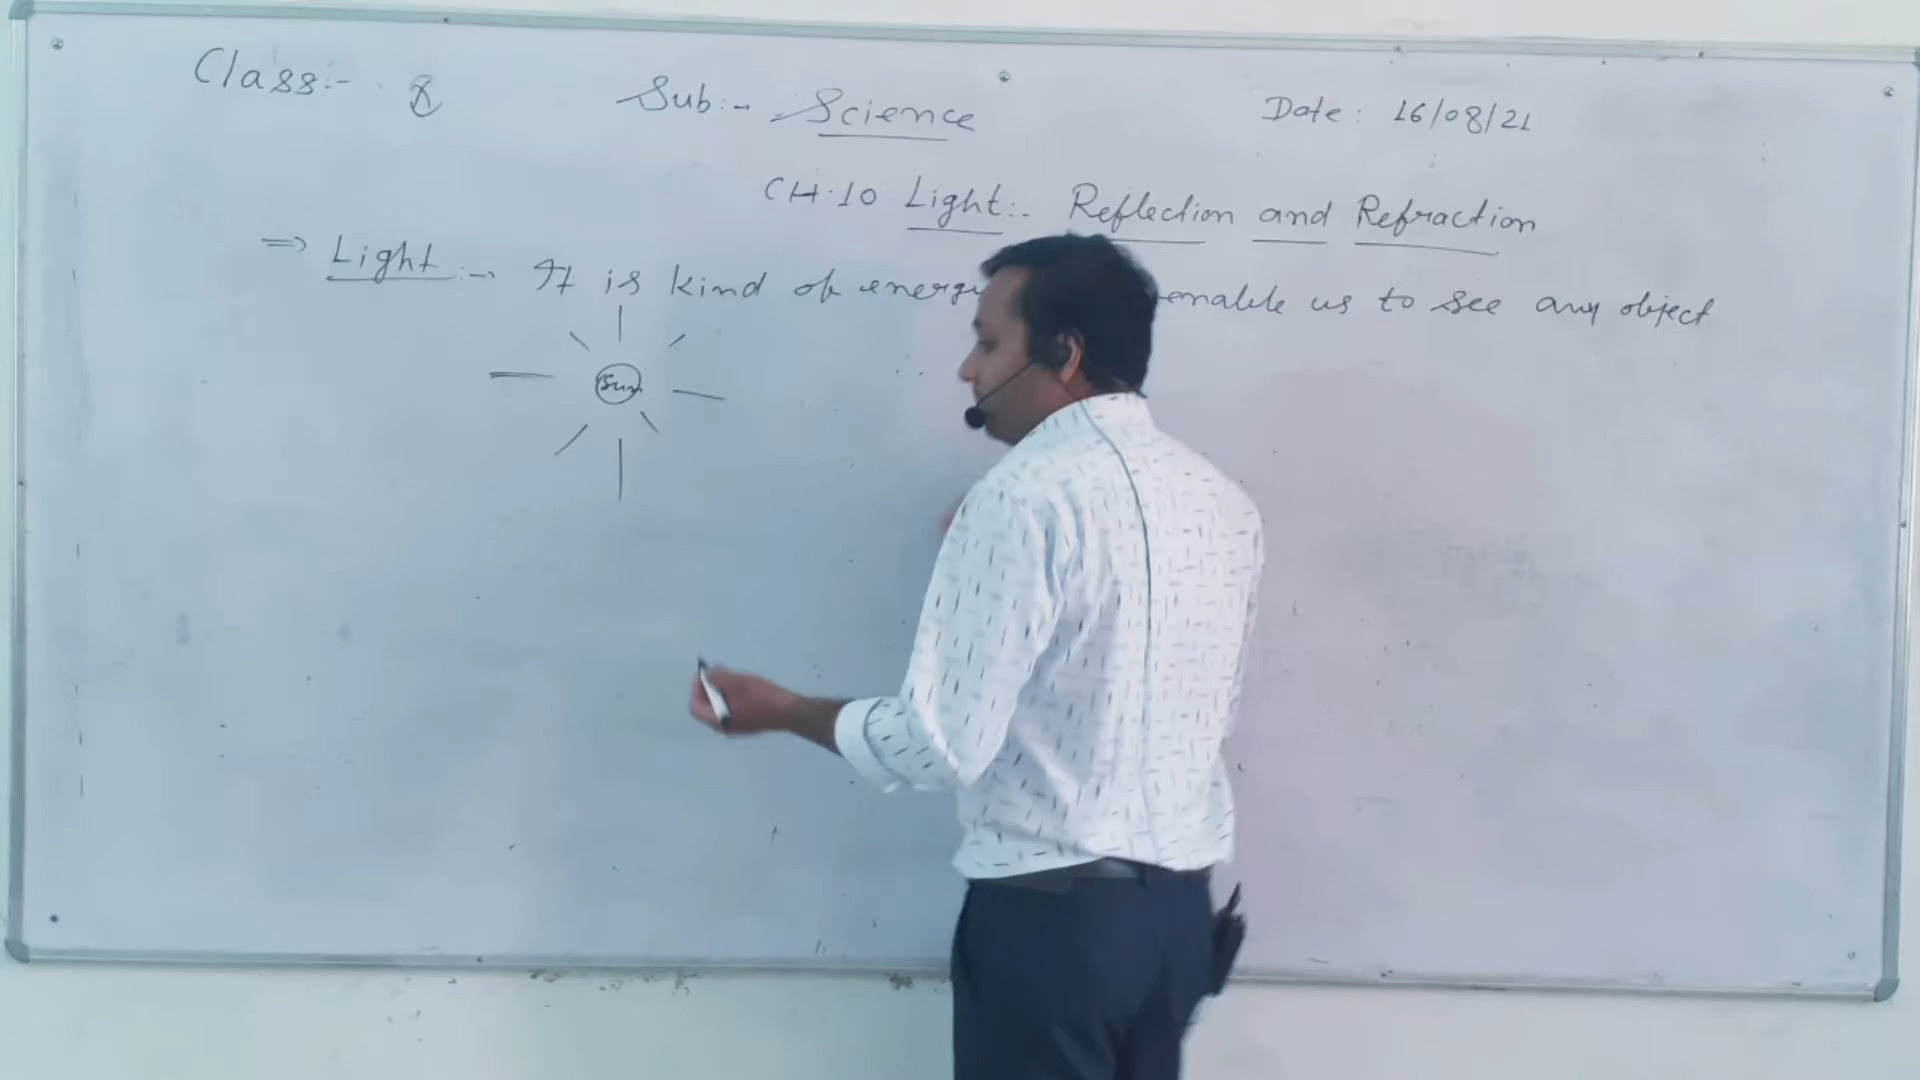 Class:- X Sub:- Science Date: 16/08/21
CH.10 Light:- Reflection and Refraction
⇒ Light:- It is kind of energy enable us to see any object
Sun